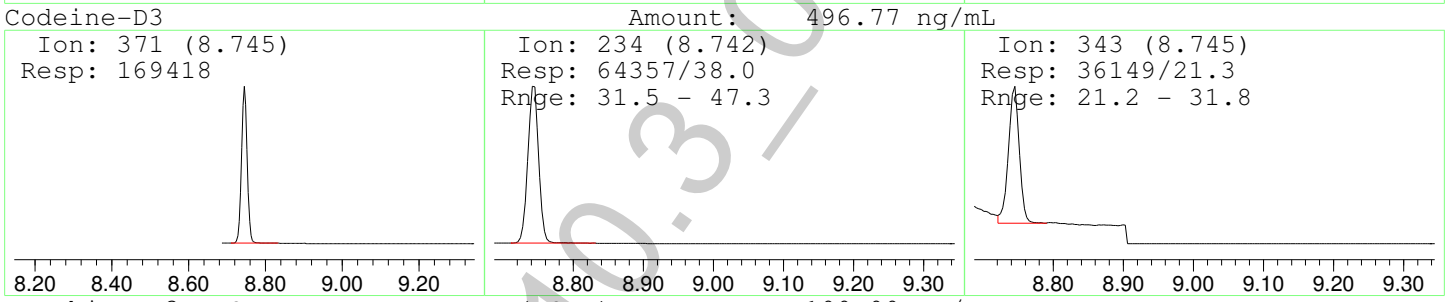 Codeine-D3 Amount: 496.77 ng/mL
Ion: 371 (8.745) Ion: 234 (8.742) Ion: 343 (8.745)
Resp: 169418 Resp: 64357/38.0 Resp: 36149/21.3
Rnge: 31.5 - 47.3 Rnge: 21.2 - 31.8
8.20 8.40 8.60 8.80 9.00 9.20 8.80 8.90 9.00 9.10 9.20 9.30 8.80 8.90 9.00 9.10 9.20 9.30